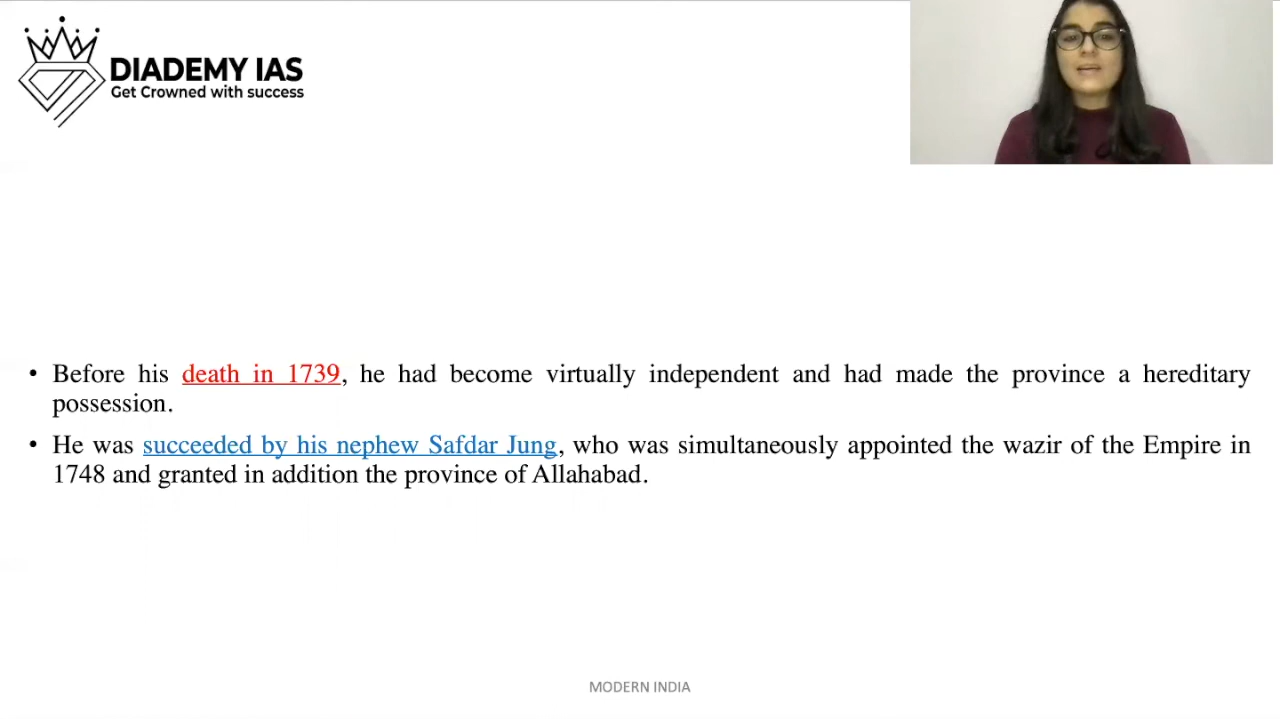 DIADEMY IAS
Get Crowned with success
• Before his death in 1739, he had become virtually independent and had made the province a hereditary
possession.
• He was succeeded by his nephew Safdar Jung, who was simultaneously appointed the wazir of the Empire in
1748 and granted in addition the province of Allahabad.
MODERN INDIA